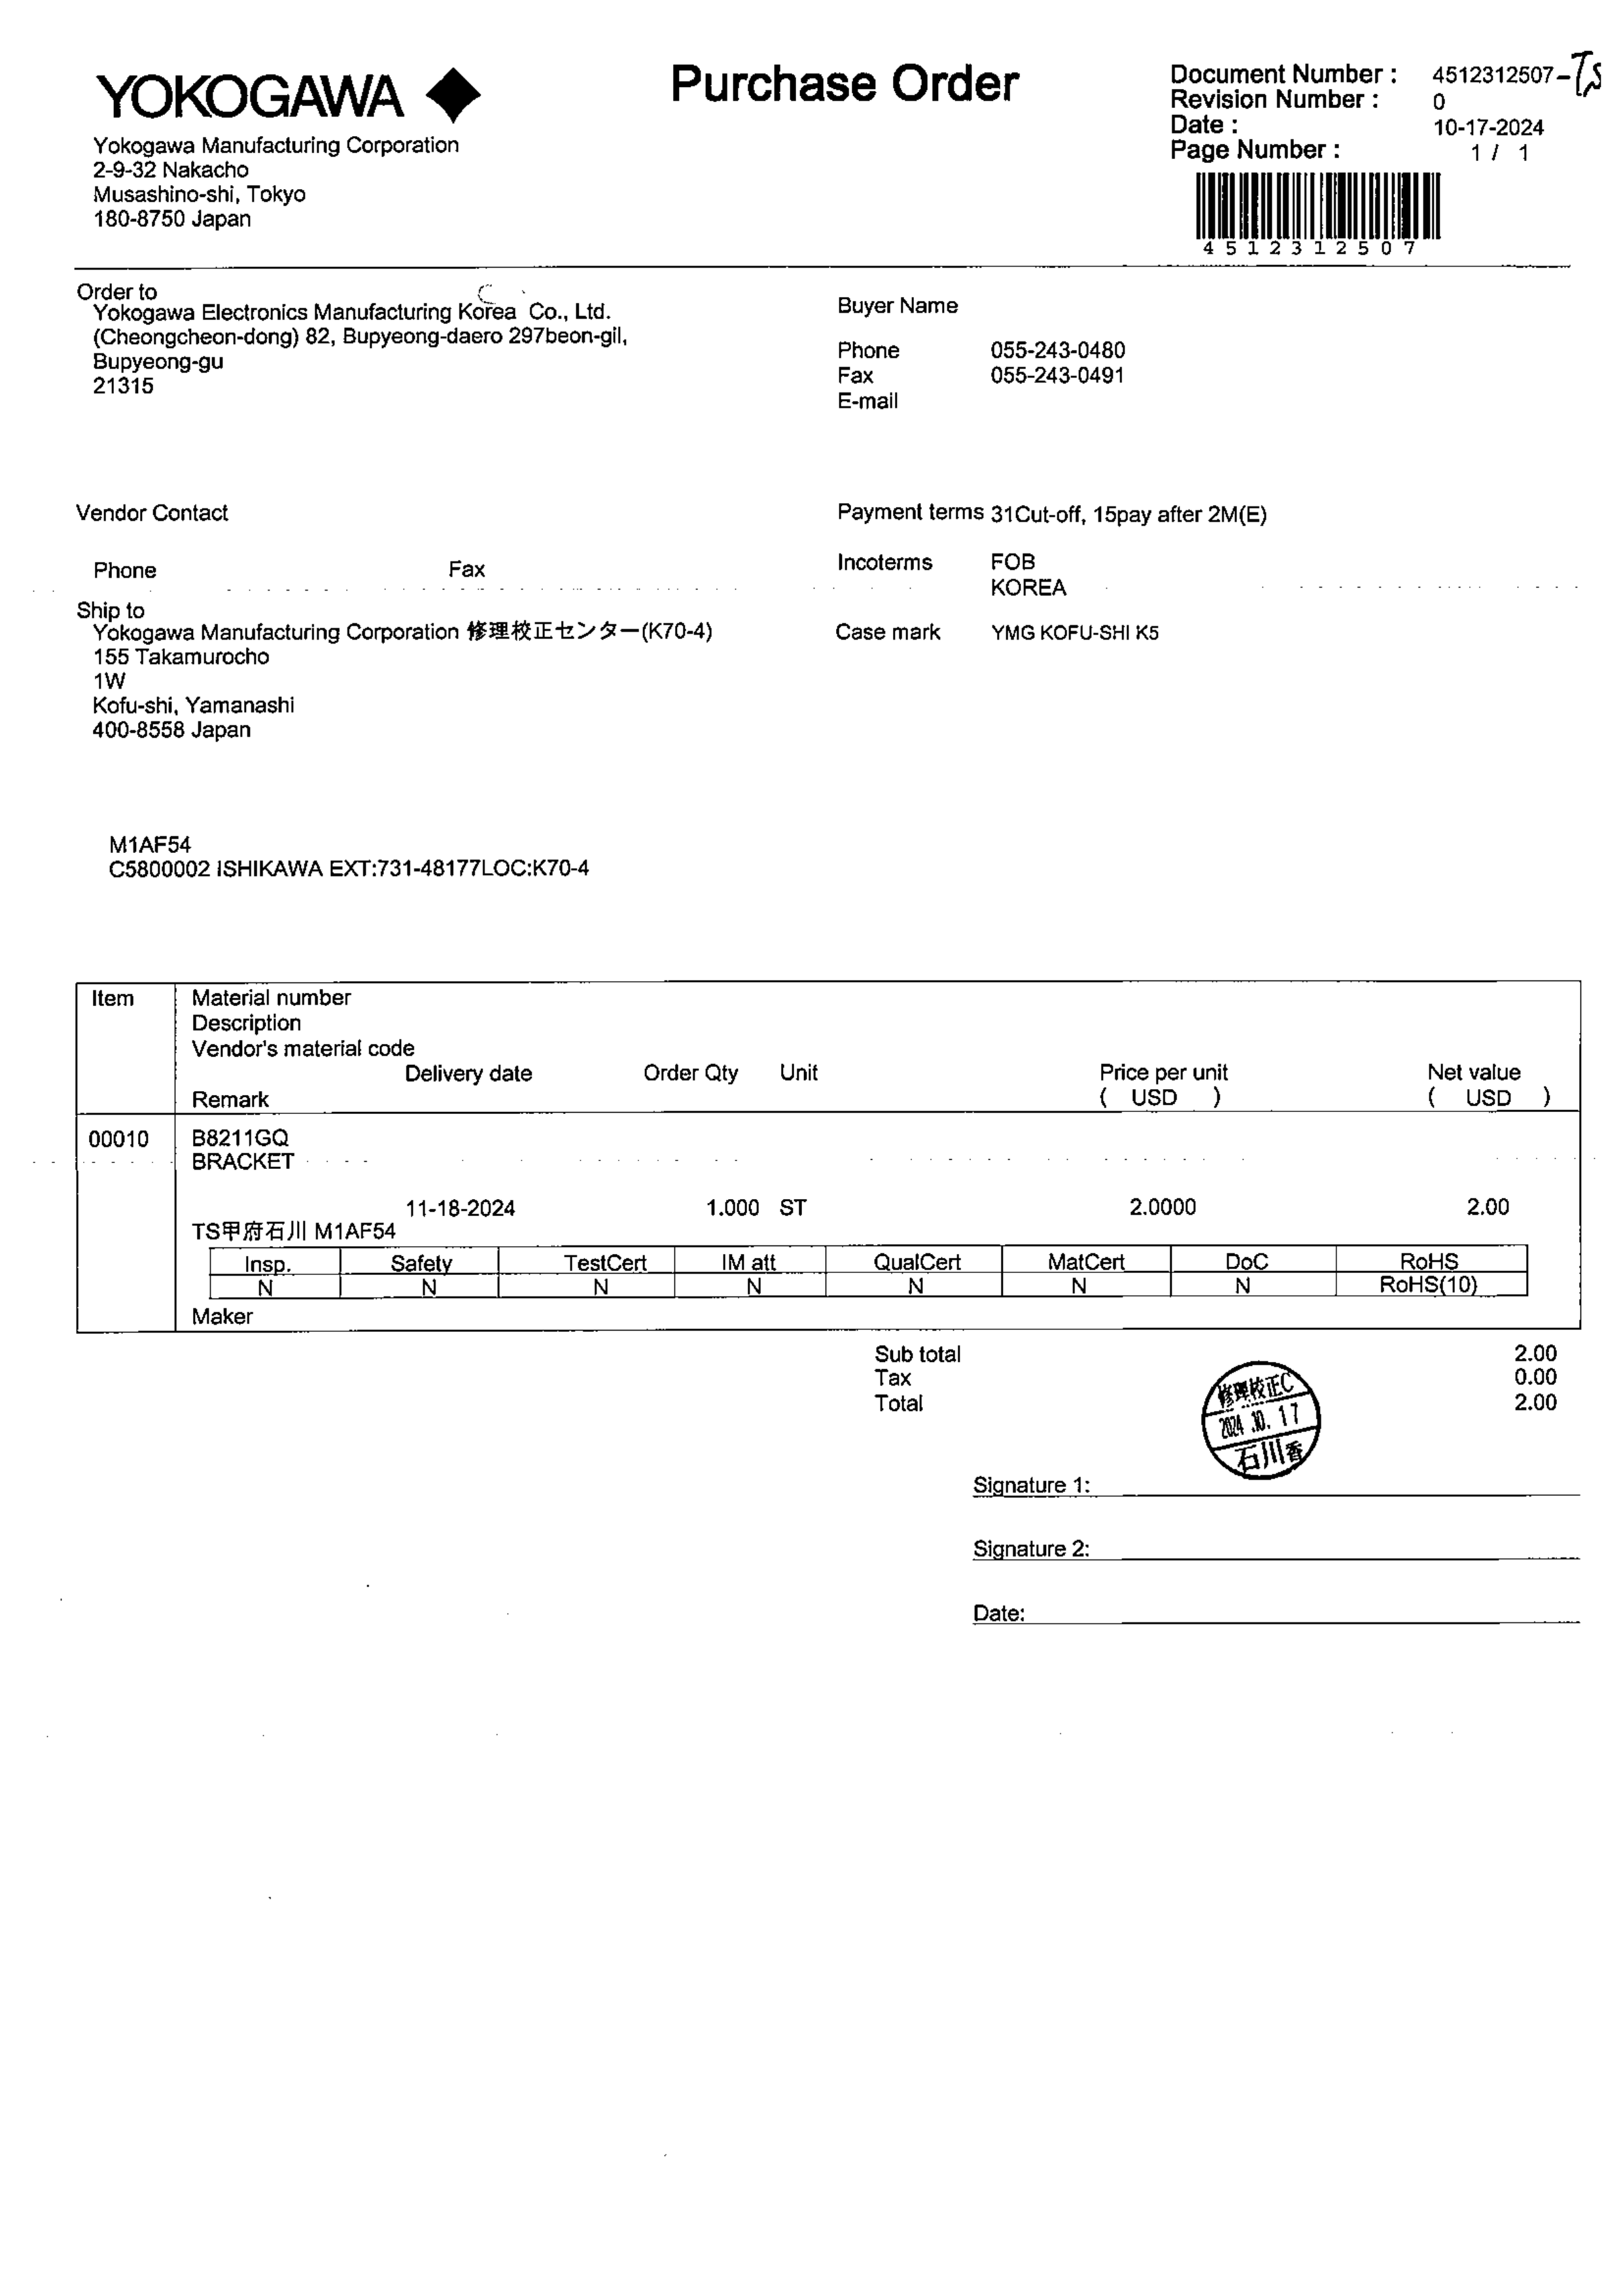 YOKOGAWA
Purchase Order
Document Number : 4512312507-TS
Revision Number : 0
Date : 10-17-2024
Page Number : 1 / 1
4512312507
Yokogawa Manufacturing Corporation
2-9-32 Nakacho
Musashino-shi, Tokyo
180-8750 Japan
Order to
Yokogawa Electronics Manufacturing Korea Co., Ltd.
(Cheongcheon-dong) 82, Bupyeong-daero 297beon-gil,
Bupyeong-gu
21315
Buyer Name
Phone 055-243-0480
Fax 055-243-0491
E-mail
Vendor Contact
Phone Fax
Payment terms 31Cut-off, 15pay after 2M(E)
Incoterms FOB
KOREA
Ship to
Yokogawa Manufacturing Corporation 修理校正センター(K70-4)
155 Takamurocho
1W
Kofu-shi, Yamanashi
400-8558 Japan
Case mark YMG KOFU-SHI K5
M1AF54
C5800002 ISHIKAWA EXT:731-48177LOC:K70-4
Item Material number
Description
Vendor's material code
Delivery date Order Qty Unit Price per unit Net value
Remark ( USD ) ( USD )
00010 B8211GQ
BRACKET
11-18-2024 1.000 ST 2.0000 2.00
TS甲府石川 M1AF54
Insp. Safety TestCert IM att QualCert MatCert DoC RoHS
N N N N N N N RoHS(10)
Maker
Sub total 2.00
Tax 0.00
Total 2.00
修理校正C
2024.10.17
石川香
Signature 1:
Signature 2:
Date: